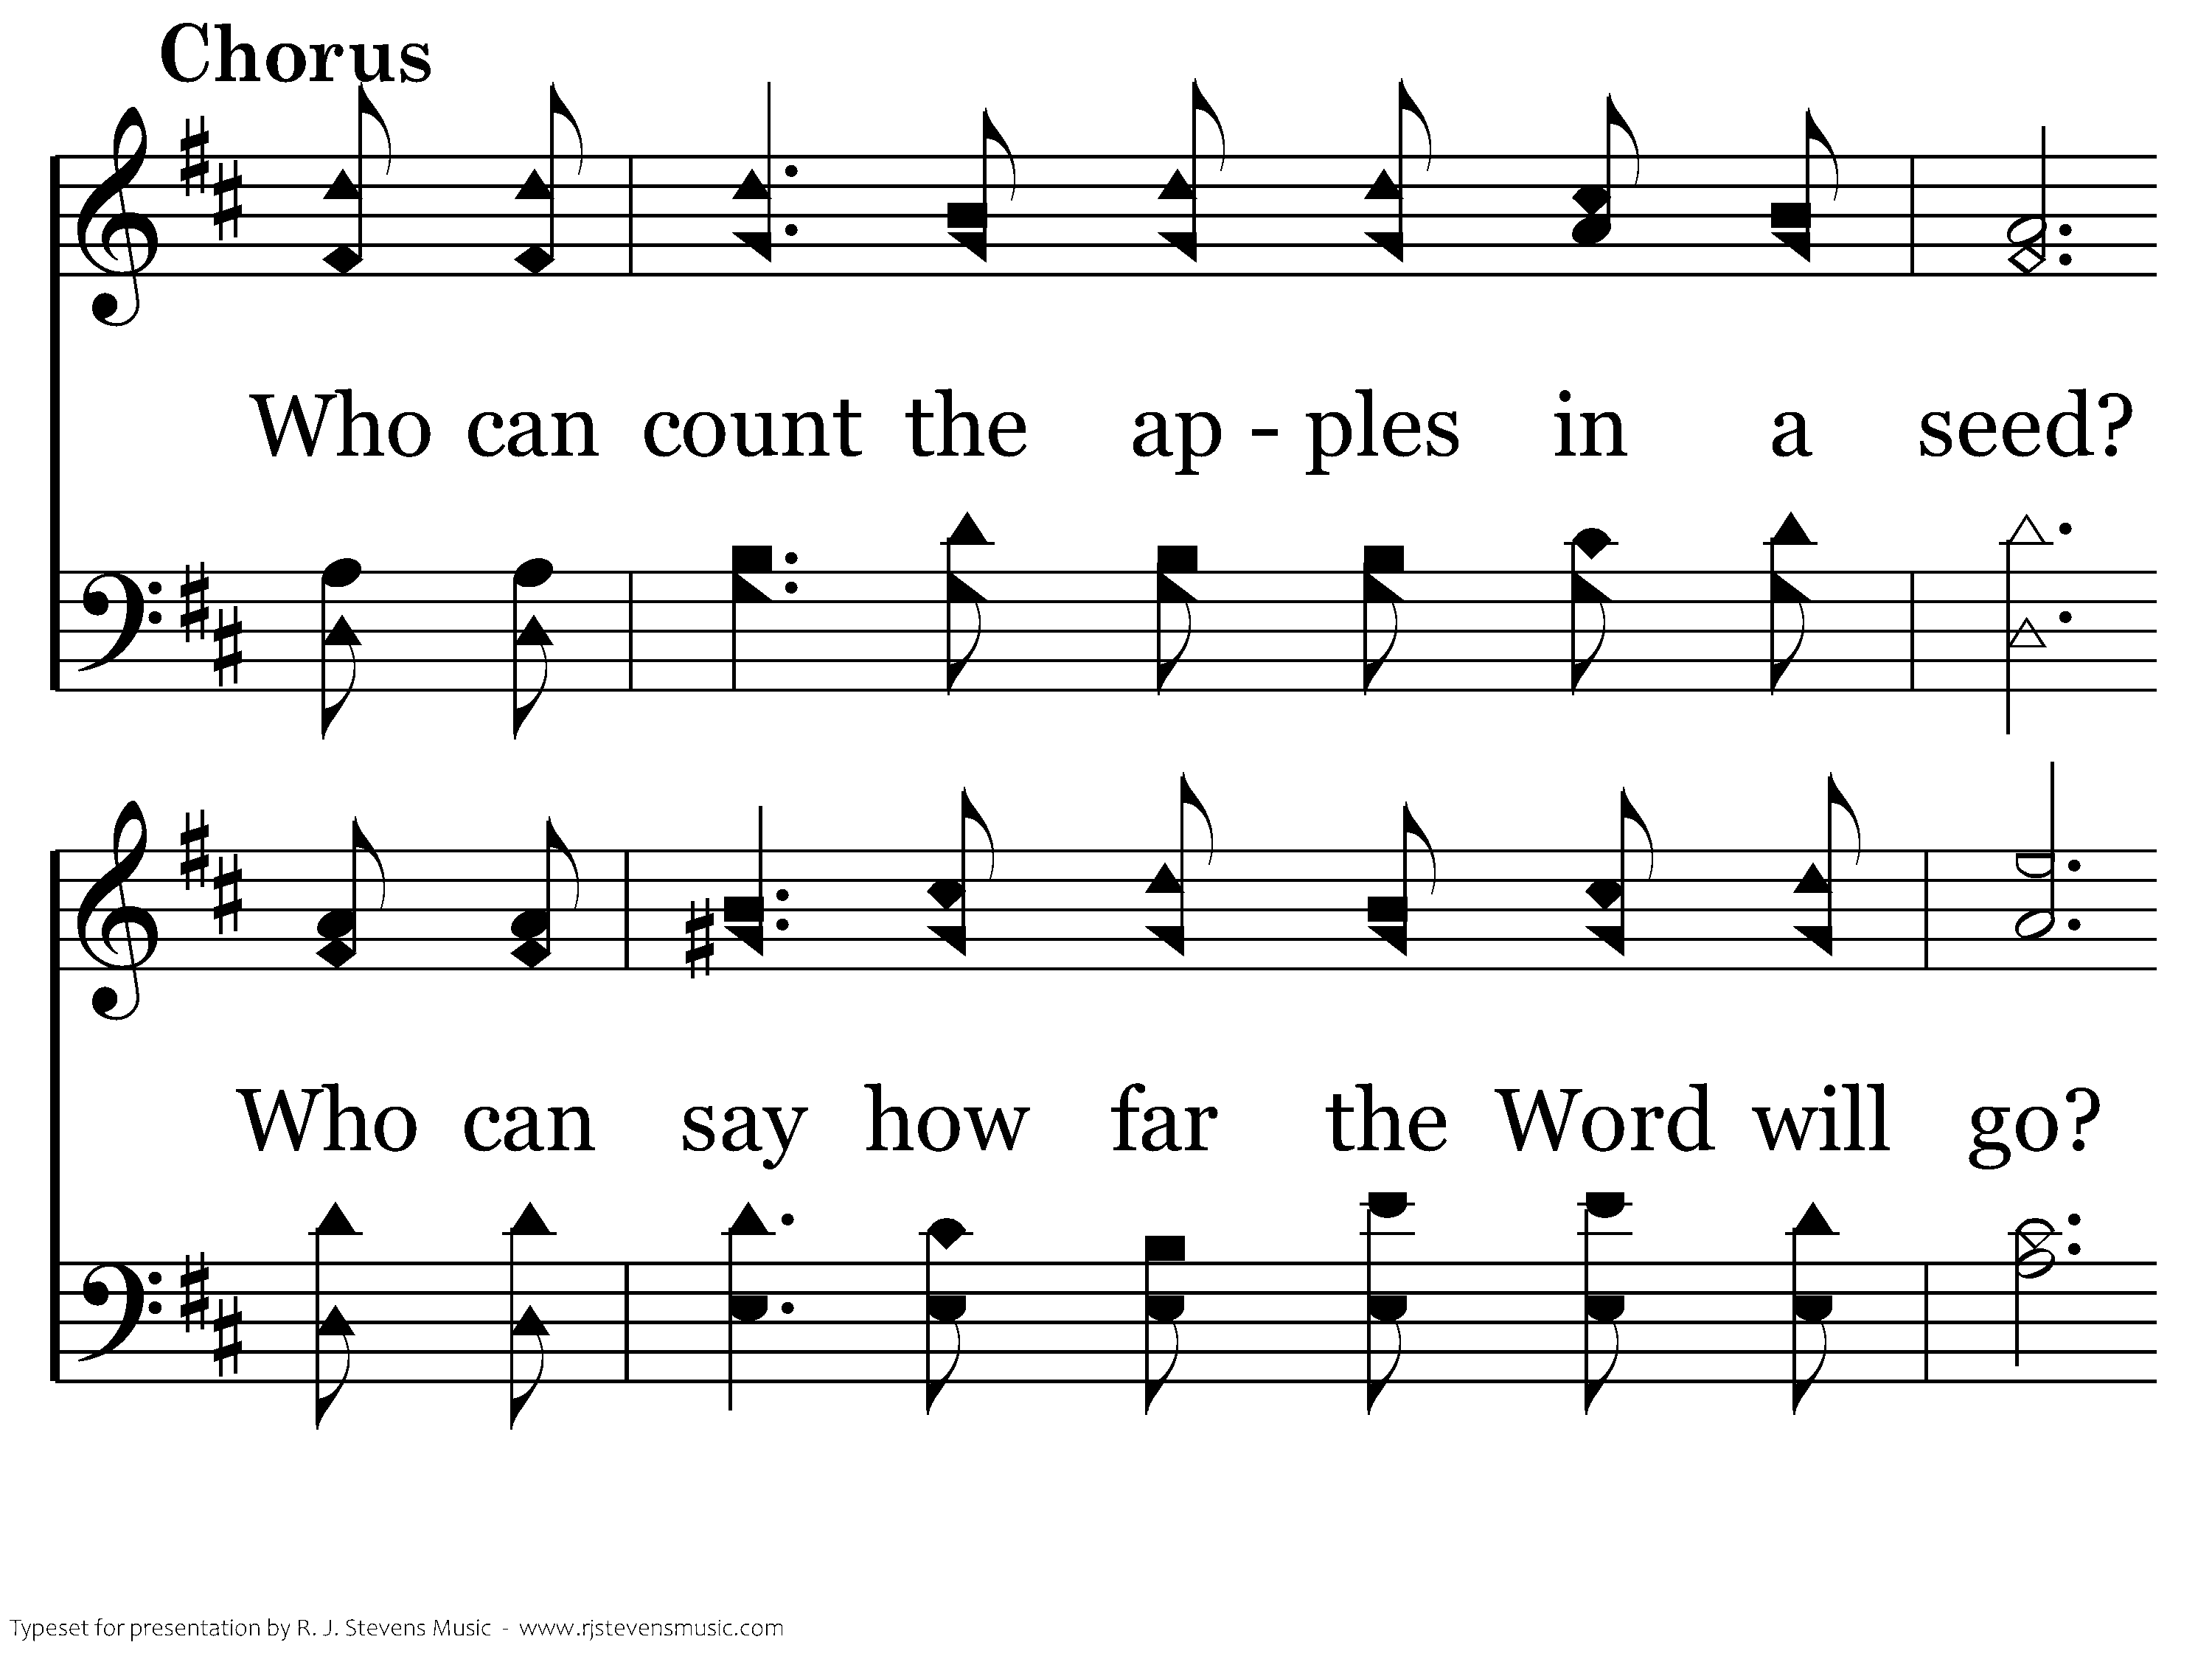 Chorus
Who can count the ap - ples in a seed?
Who can say how far the Word will go?
Typeset for presentation by R. J. Stevens Music - www.rjstevensmusic.com